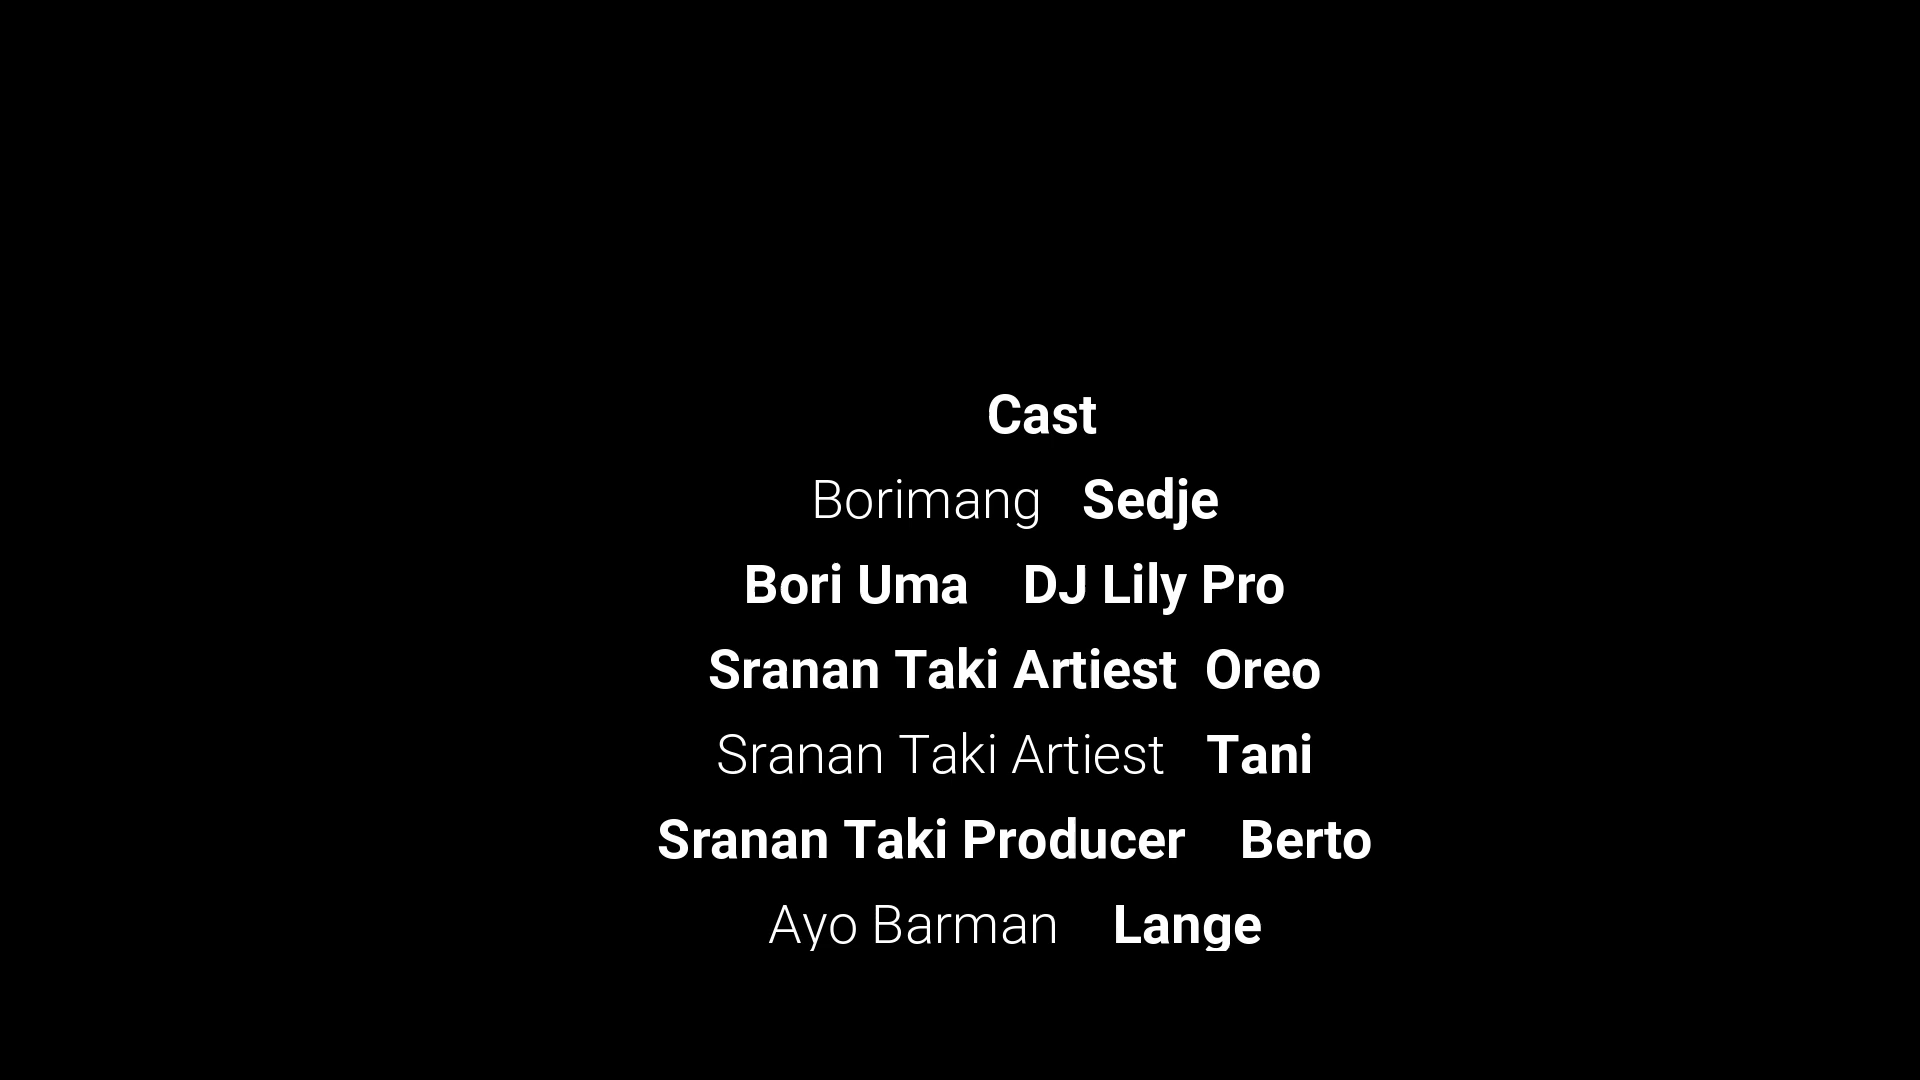 Cast
Borimang Sedje
Bori Uma DJ Lily Pro
Sranan Taki Artiest Oreo
Sranan Taki Artiest Tani
Sranan Taki Producer Berto
Ayo Barman Lange